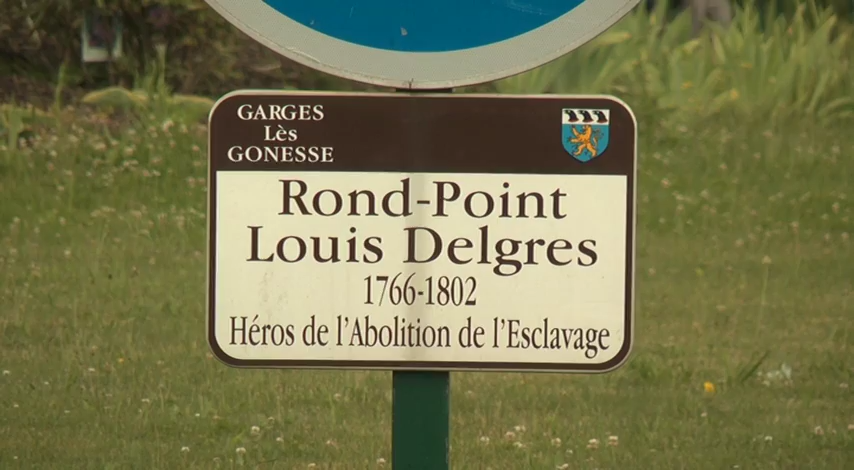 GARGES
Lès
GONESSE
Rond-Point
Louis Delgres
1766-1802
Héros de l'Abolition de l'Esclavage